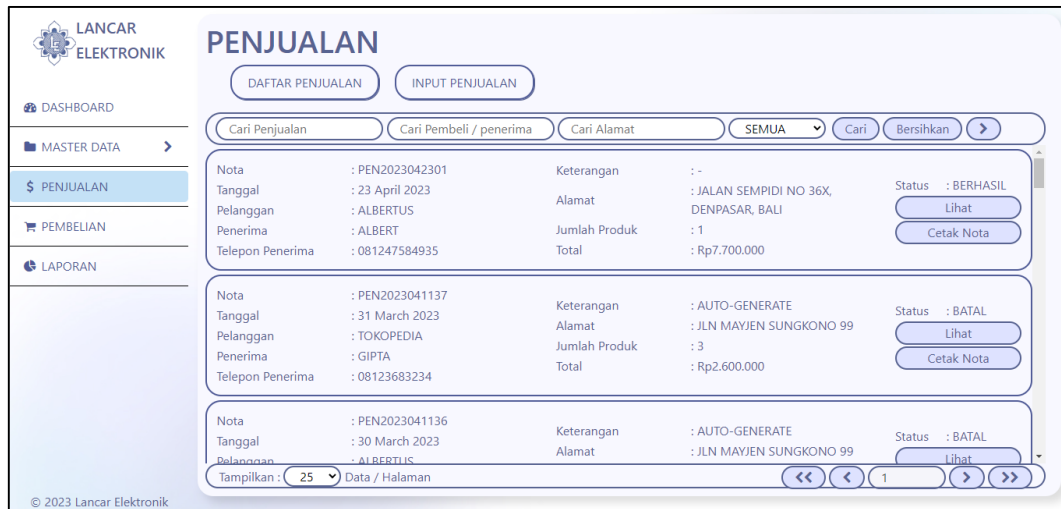 LANCAR
ELEKTRONIK
DASHBOARD
MASTER DATA >
$ PENJUALAN
PEMBELIAN
LAPORAN
© 2023 Lancar Elektronik
PENJUALAN
DAFTAR PENJUALAN INPUT PENJUALAN
Cari Penjualan Cari Pembeli / penerima Cari Alamat SEMUA Cari Bersihkan >
Nota : PEN2023042301
Tanggal : 23 April 2023
Pelanggan : ALBERTUS
Penerima : ALBERT
Telepon Penerima : 081247584935
Keterangan : -
Alamat : JALAN SEMPIDI NO 36X,
DENPASAR, BALI
Jumlah Produk : 1
Total : Rp7.700.000
Status : BERHASIL
Lihat
Cetak Nota
Nota : PEN2023041137
Tanggal : 31 March 2023
Pelanggan : TOKOPEDIA
Penerima : GIPTA
Telepon Penerima : 08123683234
Keterangan : AUTO-GENERATE
Alamat : JLN MAYJEN SUNGKONO 99
Jumlah Produk : 3
Total : Rp2.600.000
Status : BATAL
Lihat
Cetak Nota
Nota : PEN2023041136
Tanggal : 30 March 2023
Pelanggan : ALBERTUS
Keterangan : AUTO-GENERATE
Alamat : JLN MAYJEN SUNGKONO 99
Status : BATAL
Lihat
Tampilkan : 25 Data / Halaman << < 1 > >>